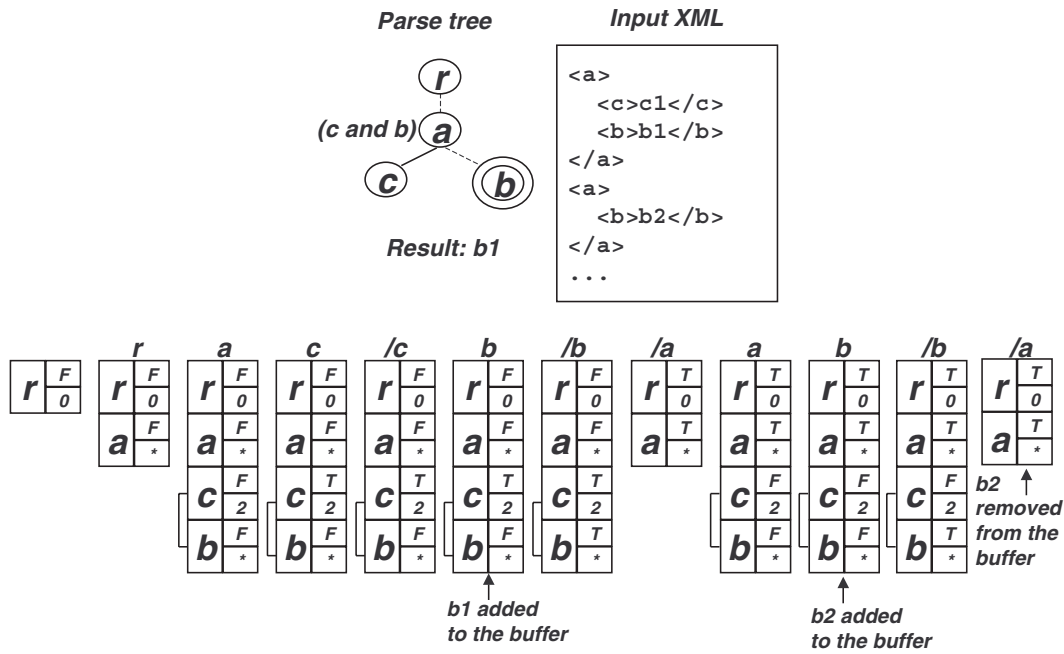 Parse tree
Input XML
r
(c and b) a
c
b
Result: b1
<a>
<c>c1</c>
<b>b1</b>
</a>
<a>
<b>b2</b>
</a>
...
r a c /c b /b /a a b /b /a
r F r F r F r F r F r F r F r T r T r T r T r T
0 0 0 0 0 0 0 0 0 0 0 0
a F a F a F a F a F a F a T a T a T a T a T
* * * * * * * * * * *
c F c T c T c T c T c F c F c F
2 2 2 2 2 2 2 2
b F b F b F b F b T b F b F b T
* * * * * * * *
b2
removed
from the
buffer
b1 added
to the buffer
b2 added
to the buffer